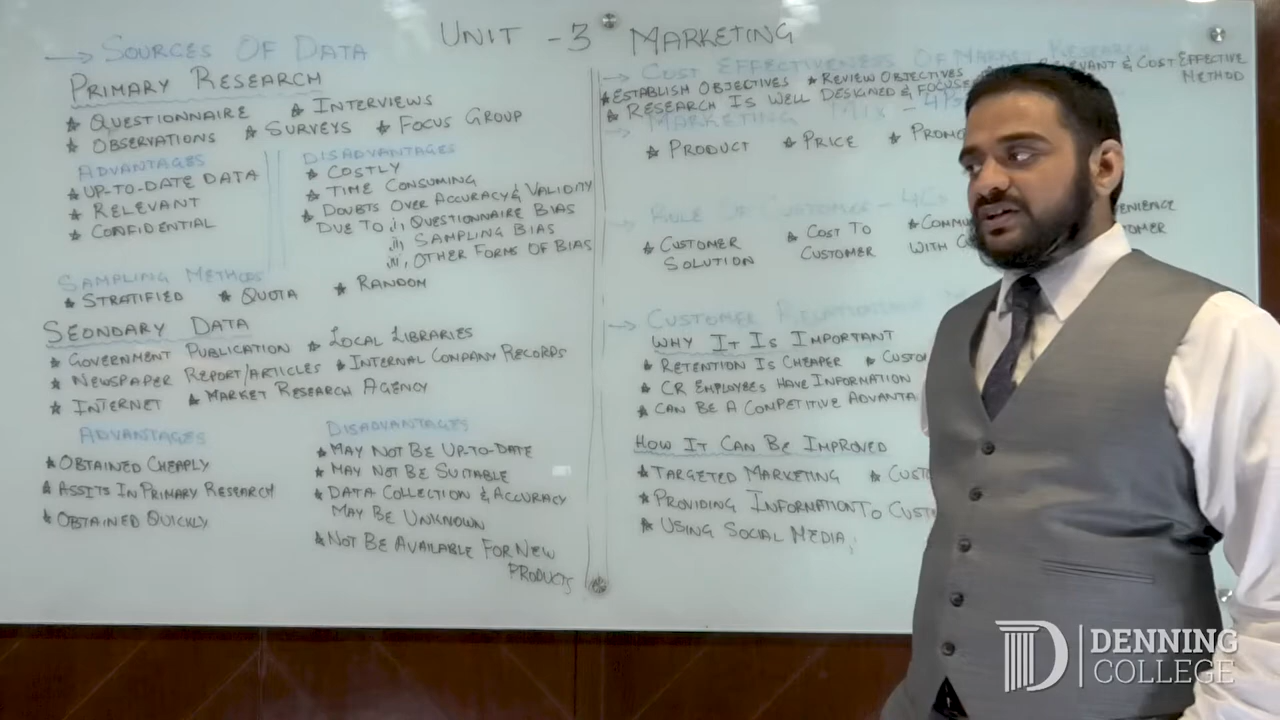 UNIT - 3 MARKETING
→ SOURCES OF DATA
PRIMARY RESEARCH
★ QUESTIONNAIRE ★ INTERVIEWS
★ OBSERVATIONS ★ SURVEYS ★ FOCUS GROUP
ADVANTAGES
★ UP-TO-DATE DATA
★ RELEVANT
★ CONFIDENTIAL
DISADVANTAGES
★ COSTLY
★ TIME CONSUMING
★ DOUBTS OVER ACCURACY & VALIDITY
DUE TO i, QUESTIONNAIRE BIAS
ii, SAMPLING BIAS
iii, OTHER FORMS OF BIAS
SAMPLING METHODS
★ STRATIFIED ★ QUOTA ★ RANDOM
SEONDARY DATA
★ GOVERNMENT PUBLICATION ★ LOCAL LIBRARIES
★ NEWSPAPER REPORT/ARTICLES ★ INTERNAL COMPANY RECORDS
★ INTERNET ★ MARKET RESEARCH AGENCY
ADVANTAGES
★ OBTAINED CHEAPLY
★ ASSITS IN PRIMARY RESEARCH
★ OBTAINED QUICKLY
DISADVANTAGES
★ MAY NOT BE UP-TO-DATE
★ MAY NOT BE SUITABLE
★ DATA COLLECTION & ACCURACY
MAY BE UNKNOWN
★ NOT BE AVAILABLE FOR NEW
PRODUCTS
→ COST EFFECTIVENESS OF MARKET RESEARCH
★ ESTABLISH OBJECTIVES ★ REVIEW OBJECTIVES RELEVANT & COST EFFECTIVE
METHOD
★ RESEARCH IS WELL DESIGNED & FOCUSE
→ MARKETING MIX - 4Ps
★ PRODUCT ★ PRICE ★ PROMO
→ ROLE OF CUSTOMER - 4Cs
★ CUSTOMER ★ COST TO ★ COMMU ENIENCE
SOLUTION CUSTOMER WITH C OMER
→ CUSTOMER RELATIONS
WHY IT IS IMPORTANT
★ RETENTION IS CHEAPER ★ CUSTO
★ CR EMPLOYEES HAVE INFORMATION
★ CAN BE A COMPETITIVE ADVANTA
HOW IT CAN BE IMPROVED
★ TARGETED MARKETING ★ CUST
★ PROVIDING INFORMATION TO CUST
★ USING SOCIAL MEDIA
DENNING
COLLEGE